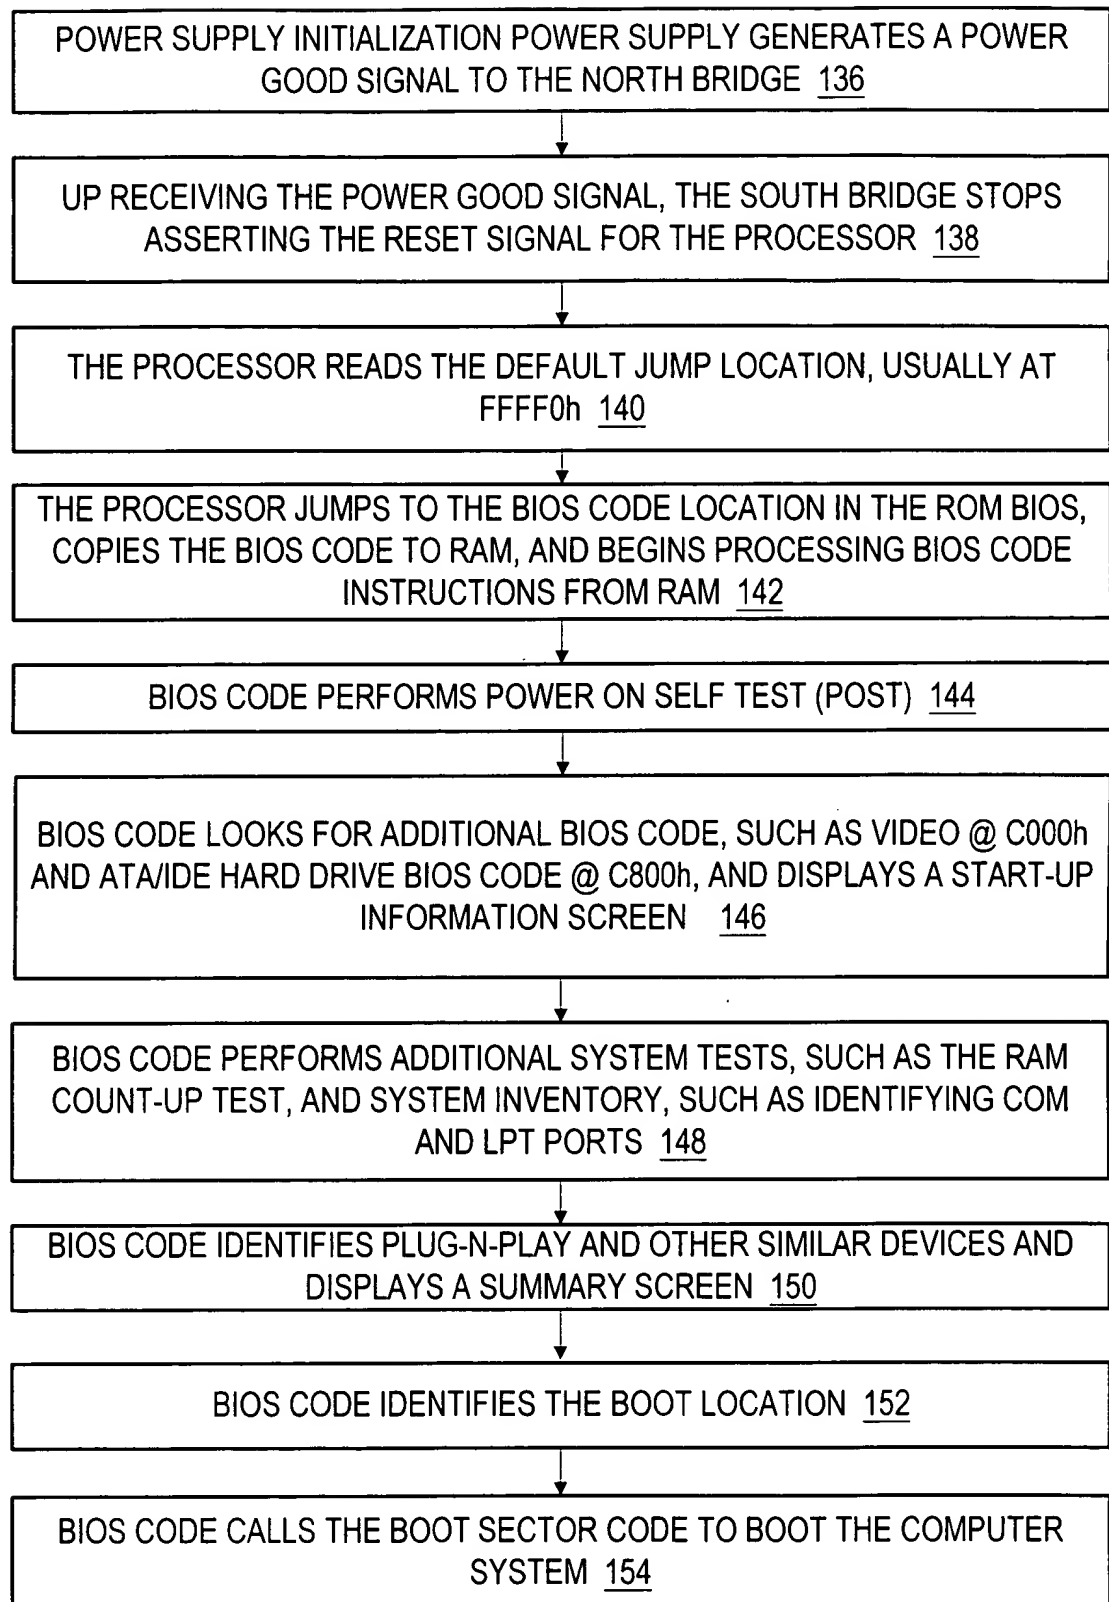 POWER SUPPLY INITIALIZATION POWER SUPPLY GENERATES A POWER
GOOD SIGNAL TO THE NORTH BRIDGE 136
UP RECEIVING THE POWER GOOD SIGNAL, THE SOUTH BRIDGE STOPS
ASSERTING THE RESET SIGNAL FOR THE PROCESSOR 138
THE PROCESSOR READS THE DEFAULT JUMP LOCATION, USUALLY AT
FFFF0h 140
THE PROCESSOR JUMPS TO THE BIOS CODE LOCATION IN THE ROM BIOS,
COPIES THE BIOS CODE TO RAM, AND BEGINS PROCESSING BIOS CODE
INSTRUCTIONS FROM RAM 142
BIOS CODE PERFORMS POWER ON SELF TEST (POST) 144
BIOS CODE LOOKS FOR ADDITIONAL BIOS CODE, SUCH AS VIDEO @ C000h
AND ATA/IDE HARD DRIVE BIOS CODE @ C800h, AND DISPLAYS A START-UP
INFORMATION SCREEN 146
BIOS CODE PERFORMS ADDITIONAL SYSTEM TESTS, SUCH AS THE RAM
COUNT-UP TEST, AND SYSTEM INVENTORY, SUCH AS IDENTIFYING COM
AND LPT PORTS 148
BIOS CODE IDENTIFIES PLUG-N-PLAY AND OTHER SIMILAR DEVICES AND
DISPLAYS A SUMMARY SCREEN 150
BIOS CODE IDENTIFIES THE BOOT LOCATION 152
BIOS CODE CALLS THE BOOT SECTOR CODE TO BOOT THE COMPUTER
SYSTEM 154